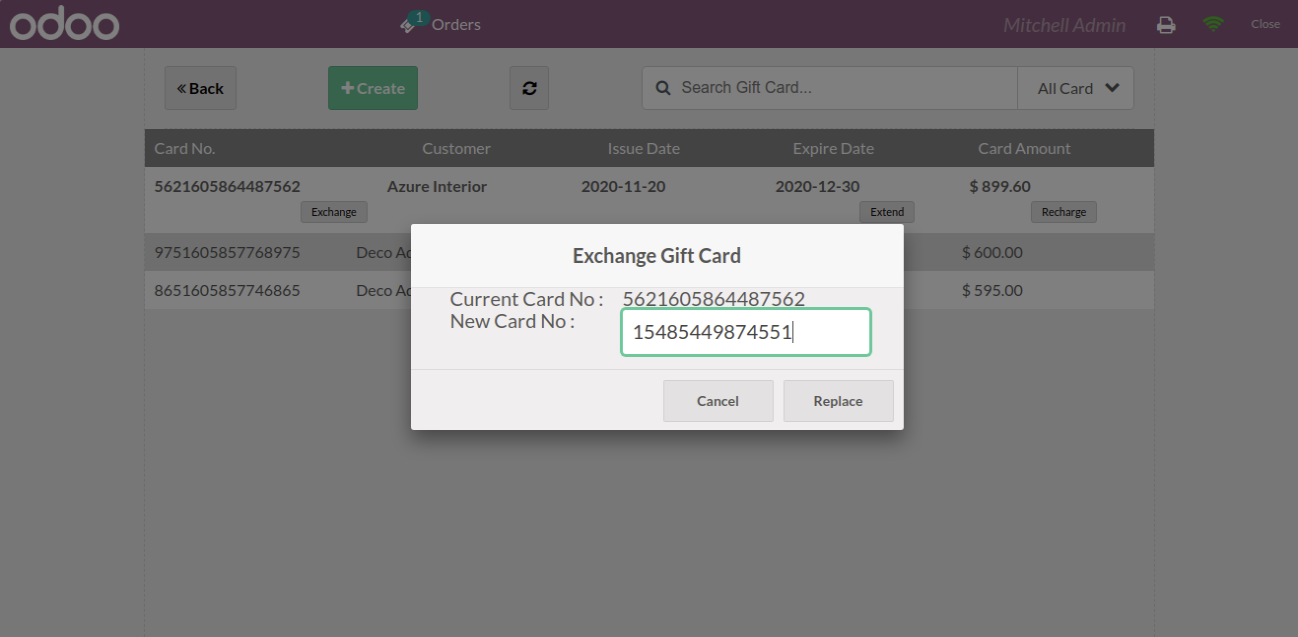 odoo 1 Orders Mitchell Admin Close
Back Create Search Gift Card... All Card
Card No. Customer Issue Date Expire Date Card Amount
5621605864487562 Azure Interior 2020-11-20 2020-12-30 $ 899.60
Exchange Extend Recharge
9751605857768975 Deco Ad $ 600.00
8651605857746865 Deco Ad $ 595.00
Exchange Gift Card
Current Card No : 5621605864487562
New Card No : 15485449874551
Cancel Replace